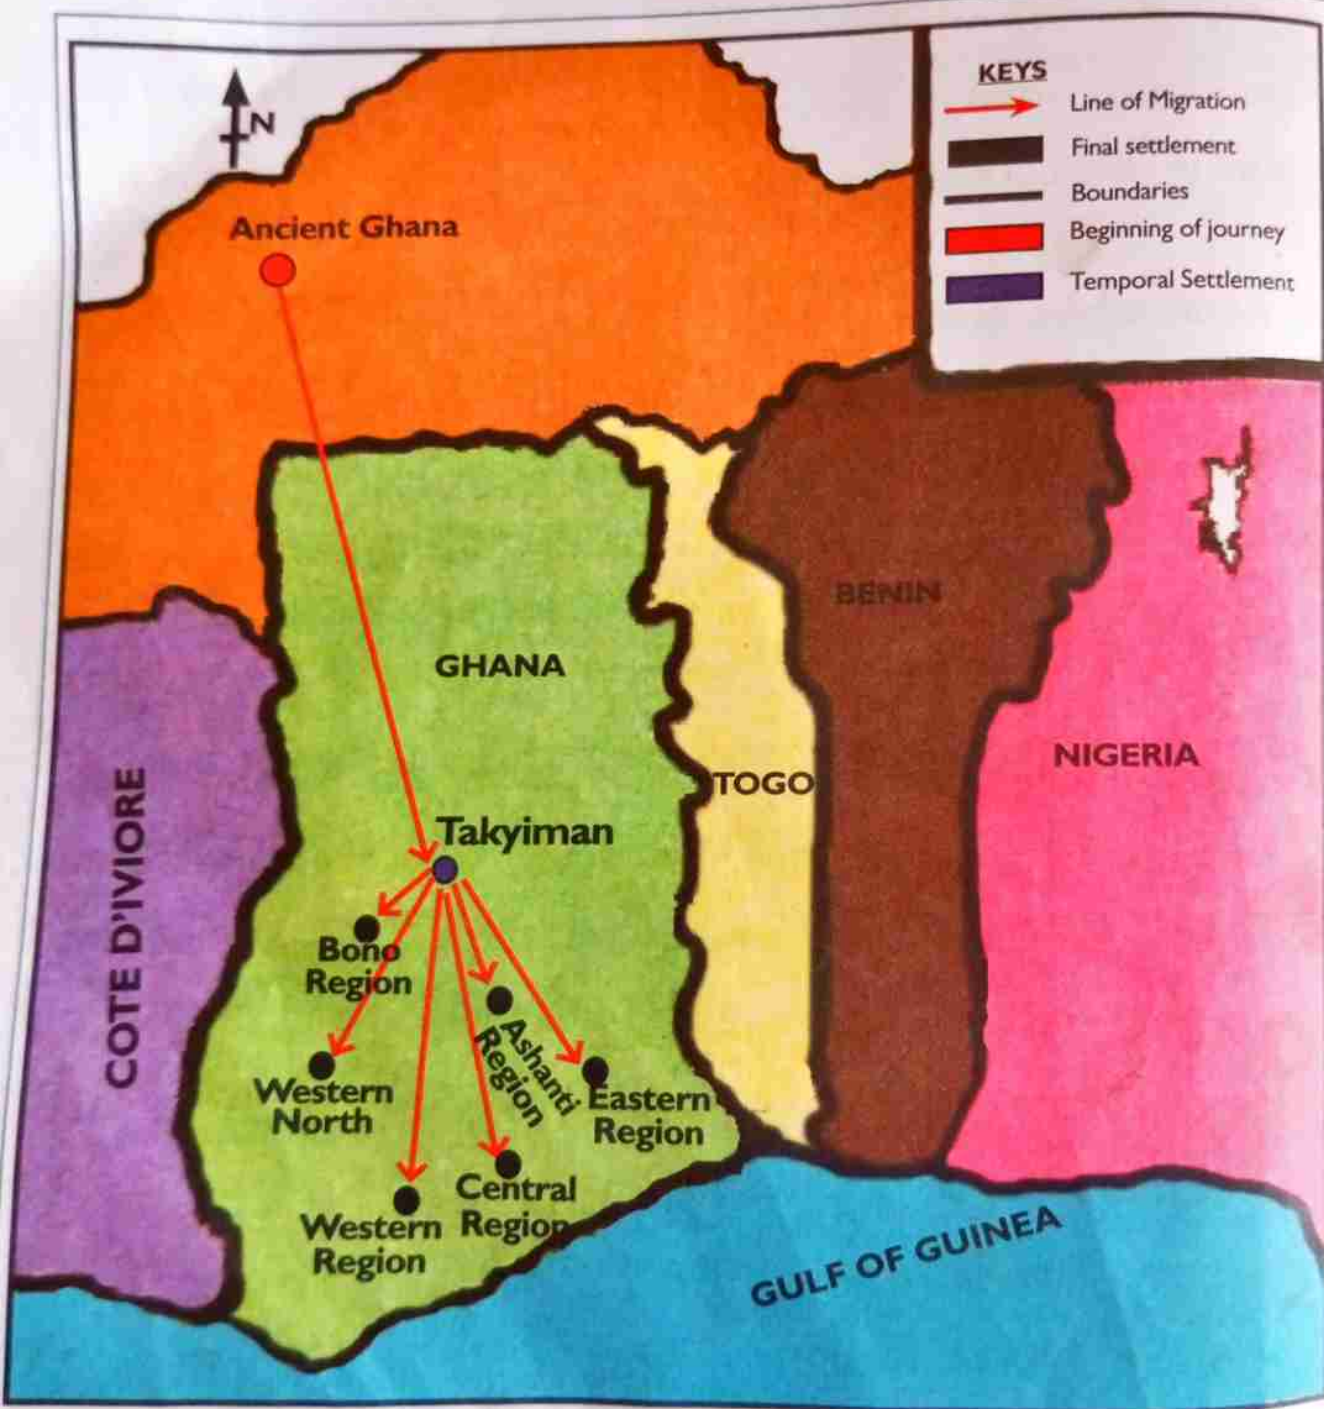 KEYS
Line of Migration
Final settlement
Boundaries
Beginning of journey
Temporal Settlement
N
Ancient Ghana
GHANA
BENIN
TOGO
NIGERIA
COTE D'IVIORE
Takyiman
Bono
Region
Western
North
Ashanti
Region
Eastern
Region
Western
Region
Central
Region
GULF OF GUINEA